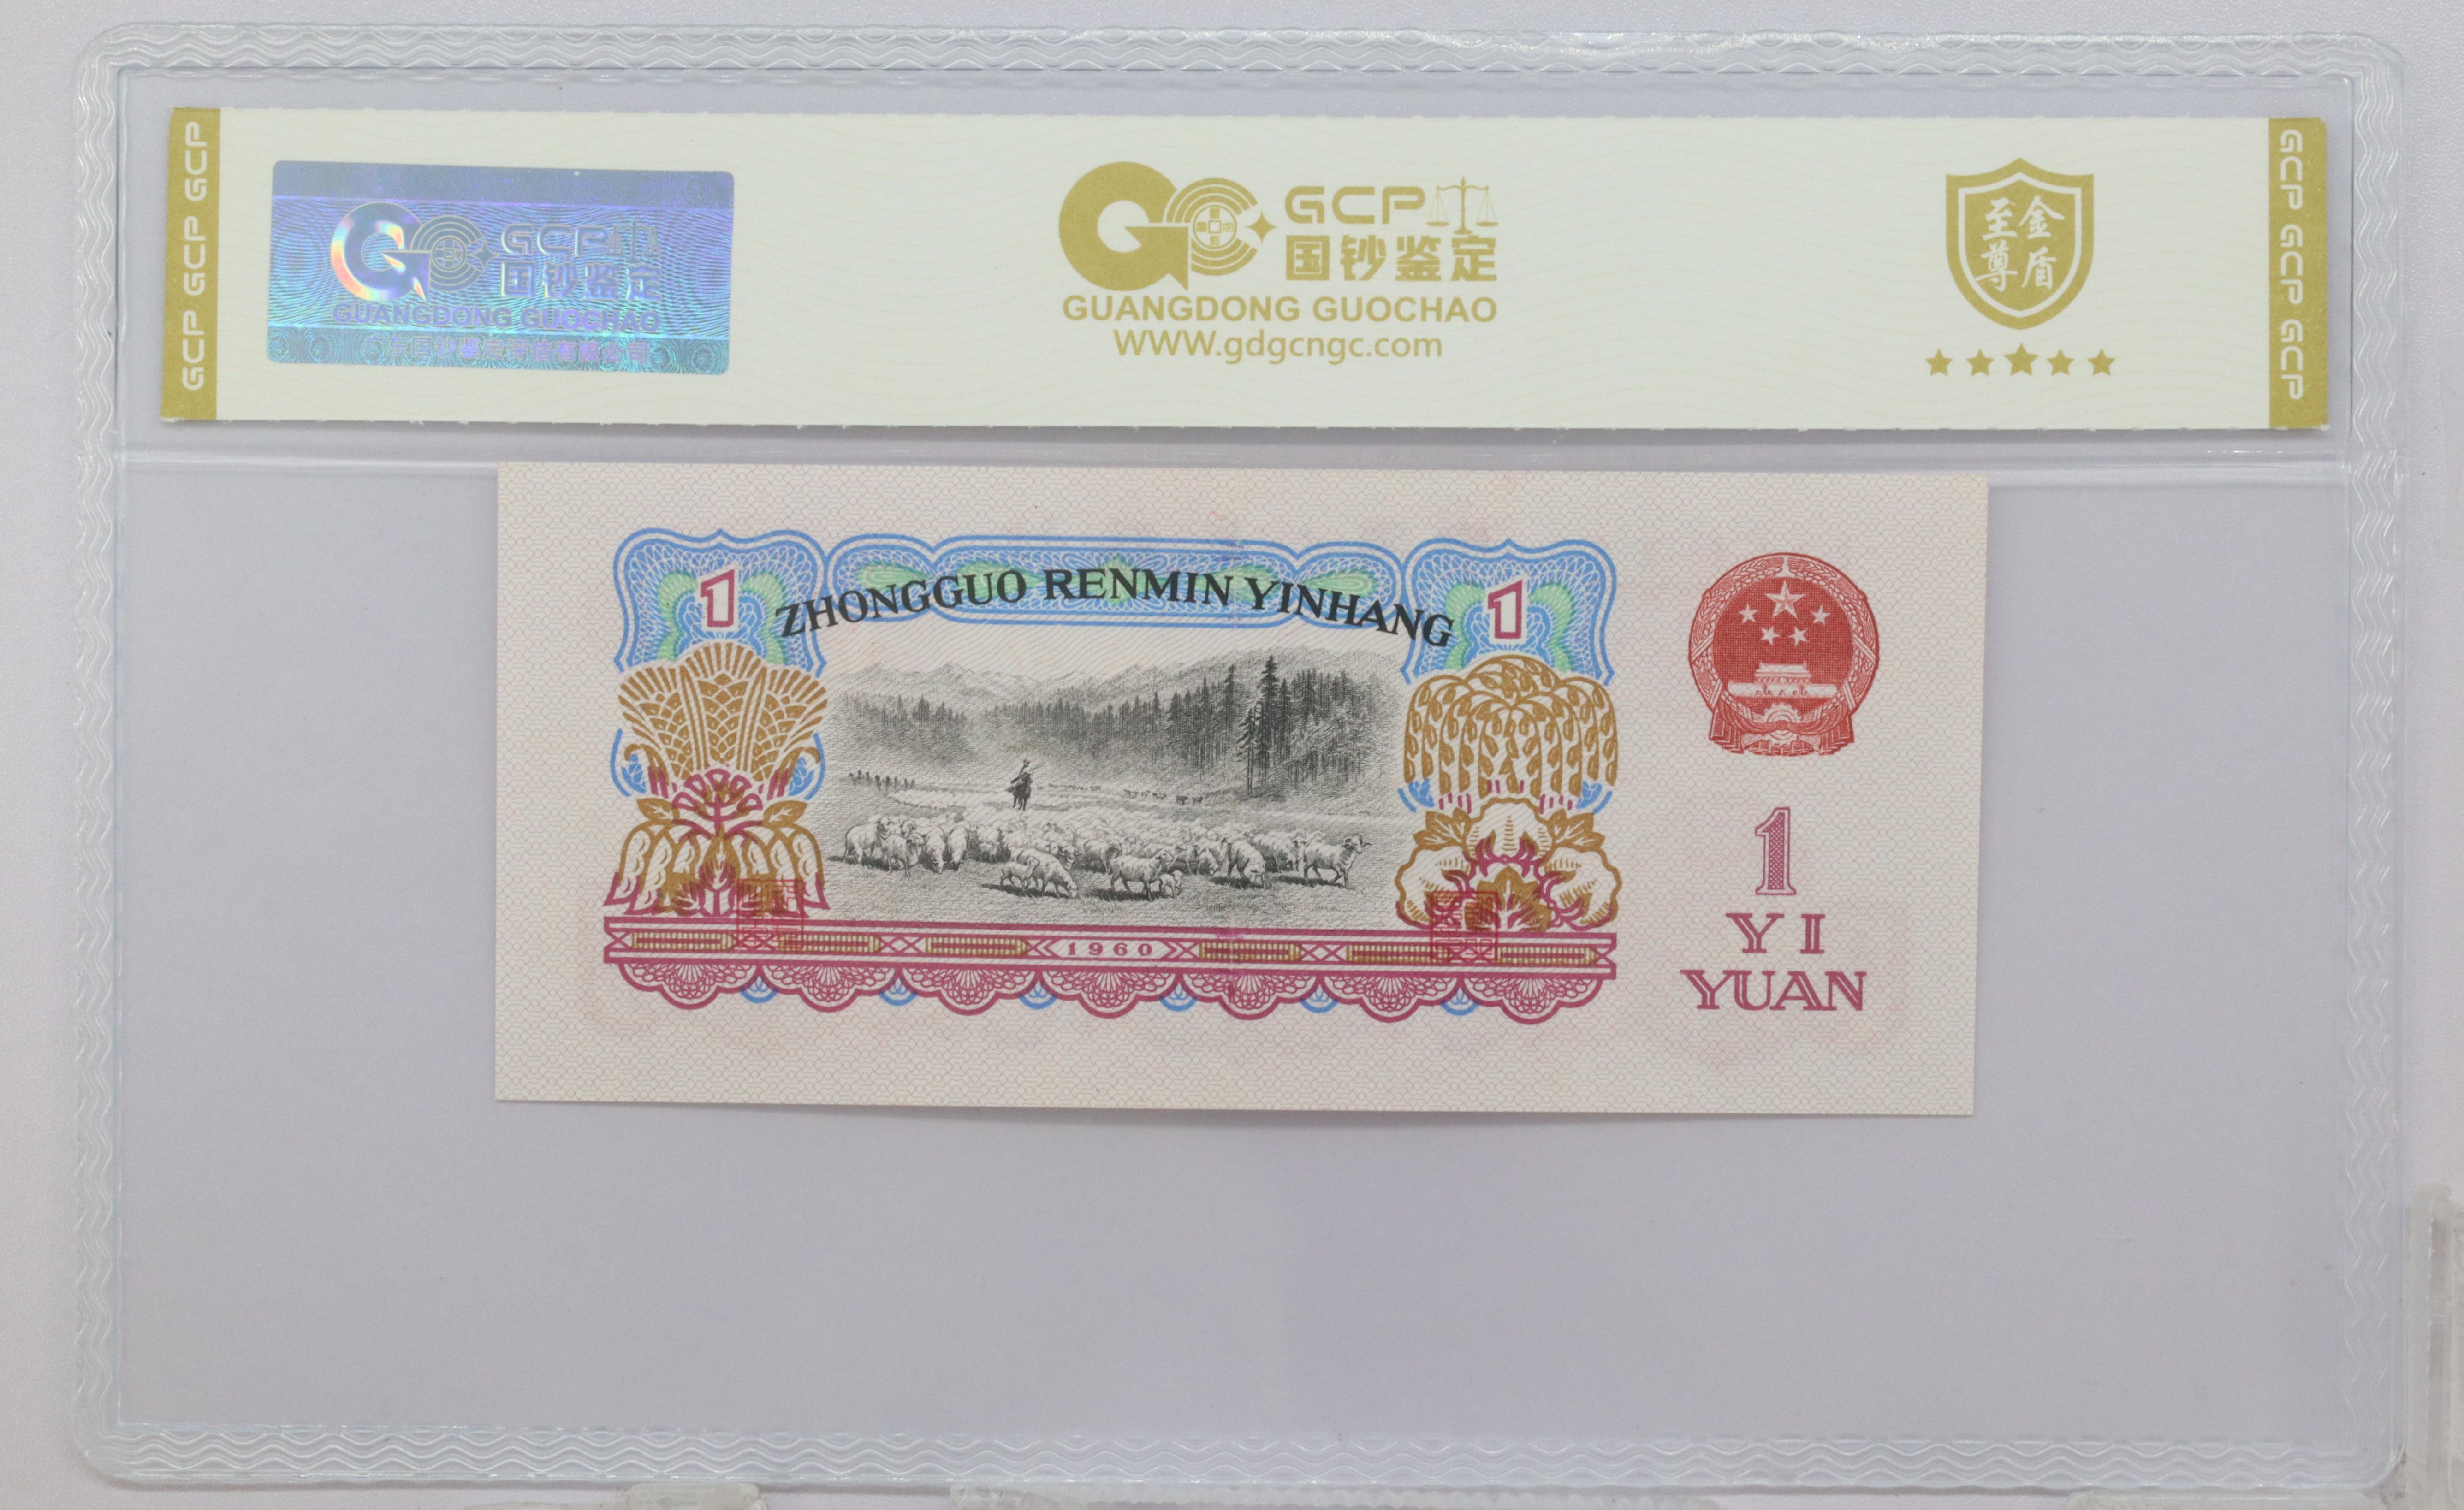 GCP GCP GCP
GCP
国钞鉴定
GUANGDONG GUOCHAO
GCP
国钞鉴定
GUANGDONG GUOCHAO
www.gdgcngc.com
至尊
金盾
GCP GCP GCP
ZHONGGUO RENMIN YINHANG
1
1
1960
1
YI
YUAN